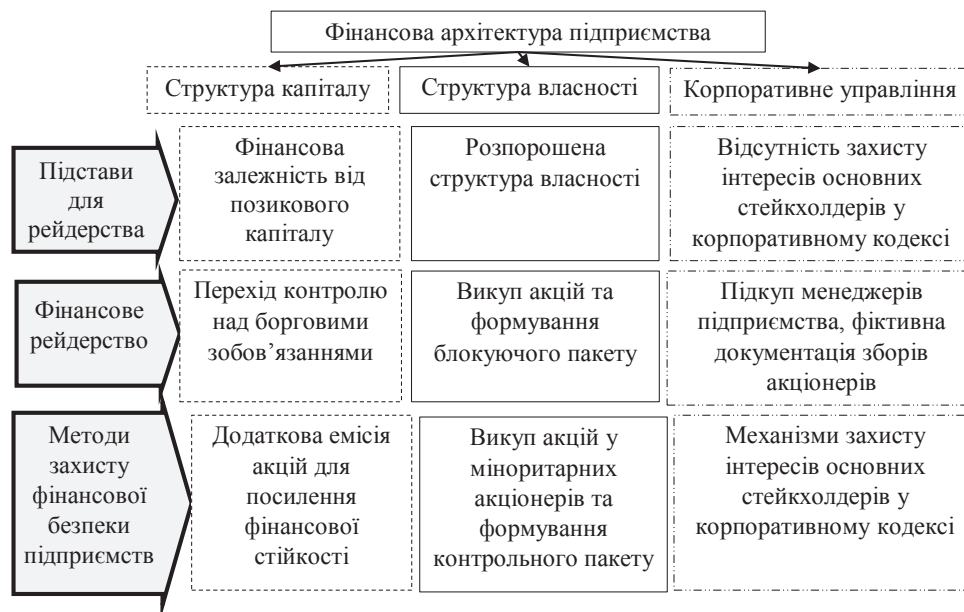 Фінансова архітектура підприємства
Структура капіталу
Структура власності
Корпоративне управління
Підстави
для
рейдерства
Фінансова
залежність від
позикового
капіталу
Розпорошена
структура власності
Відсутність захисту
інтересів основних
стейкхолдерів у
корпоративному кодексі
Фінансове
рейдерство
Перехід контролю
над борговими
зобов’язаннями
Викуп акцій та
формування
блокуючого пакету
Підкуп менеджерів
підприємства, фіктивна
документація зборів
акціонерів
Методи
захисту
фінансової
безпеки
підприємств
Додаткова емісія
акцій для
посилення
фінансової
стійкості
Викуп акцій у
міноритарних
акціонерів та
формування
контрольного пакету
Механізми захисту
інтересів основних
стейкхолдерів у
корпоративному кодексі